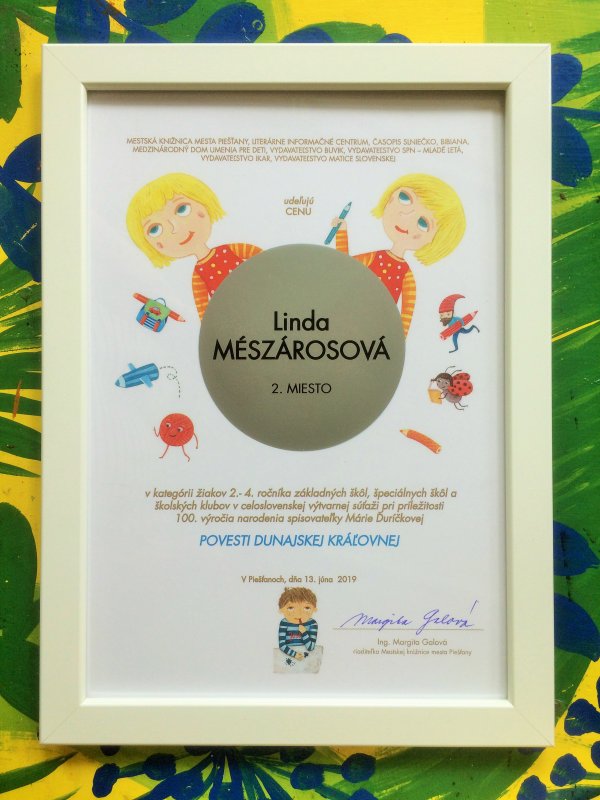 MESTSKÁ KNIŽNICA MESTA PIEŠŤANY, LITERÁRNE INFORMAČNÉ CENTRUM, ČASOPIS SLNIEČKO, BIBIANA,
MEDZINÁRODNÝ DOM UMENIA PRE DETI, VYDAVATEĽSTVO BUVIK, VYDAVATEĽSTVO SPN – MLADÉ LETÁ,
VYDAVATEĽSTVO IKAR, VYDAVATEĽSTVO MATICE SLOVENSKEJ
udeľujú
CENU
Linda
MÉSZÁROSOVÁ
2. MIESTO
v kategórii žiakov 2.- 4. ročníka základných škôl, špeciálnych škôl a
školských klubov v celoslovenskej výtvarnej súťaži pri príležitosti
100. výročia narodenia spisovateľky Márie Ďuríčkovej
POVESTI DUNAJSKEJ KRÁĽOVNEJ
V Piešťanoch, dňa 13. júna 2019
Margita Galová
Ing. Margita Galová
riaditeľka Mestskej knižnice mesta Piešťany